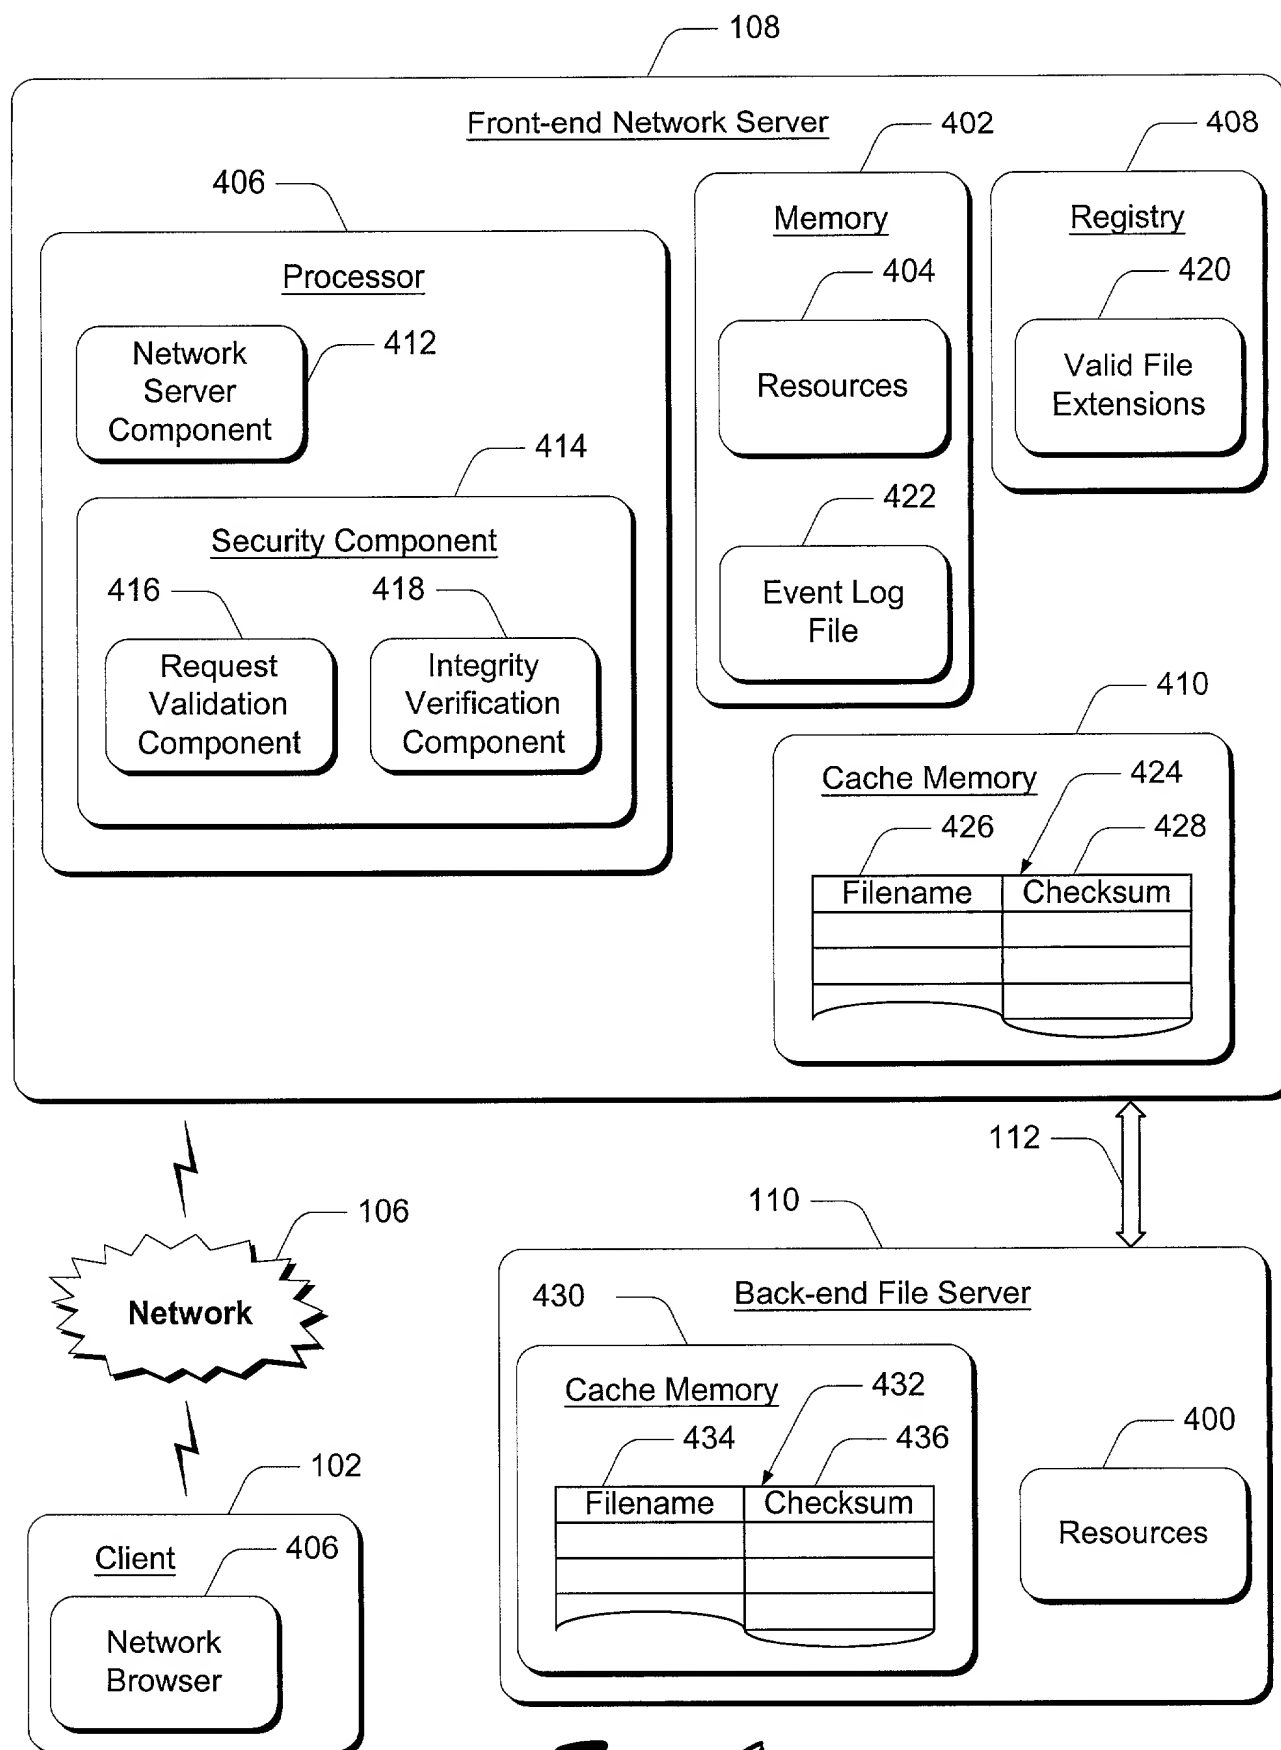 108
Front-end Network Server
402
408
406
Memory
Registry
Processor
404
420
Network
Server
Component
412
Resources
Valid File
Extensions
414
422
Security Component
416
418
Event Log
File
Request
Validation
Component
Integrity
Verification
Component
410
Cache Memory
424
426
428
Filename
Checksum
112
106
110
Network
430
Back-end File Server
Cache Memory
432
434
436
400
102
Filename
Checksum
Resources
Client
406
Network
Browser